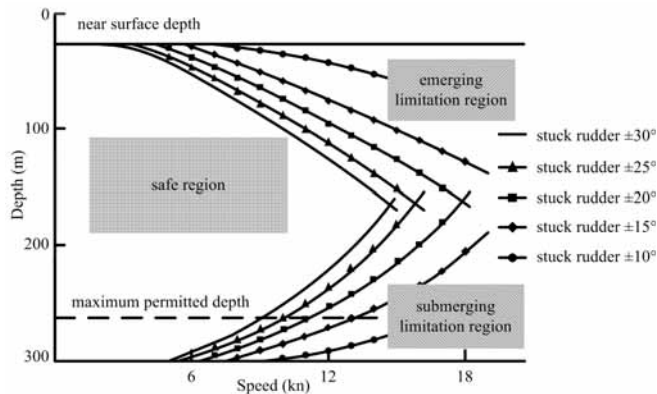 0
near surface depth
emerging
limitation region
100
safe region
Depth (m)
200
maximum permitted depth
submerging
limitation region
300
6
12
18
Speed (kn)
stuck rudder ±30°
stuck rudder ±25°
stuck rudder ±20°
stuck rudder ±15°
stuck rudder ±10°